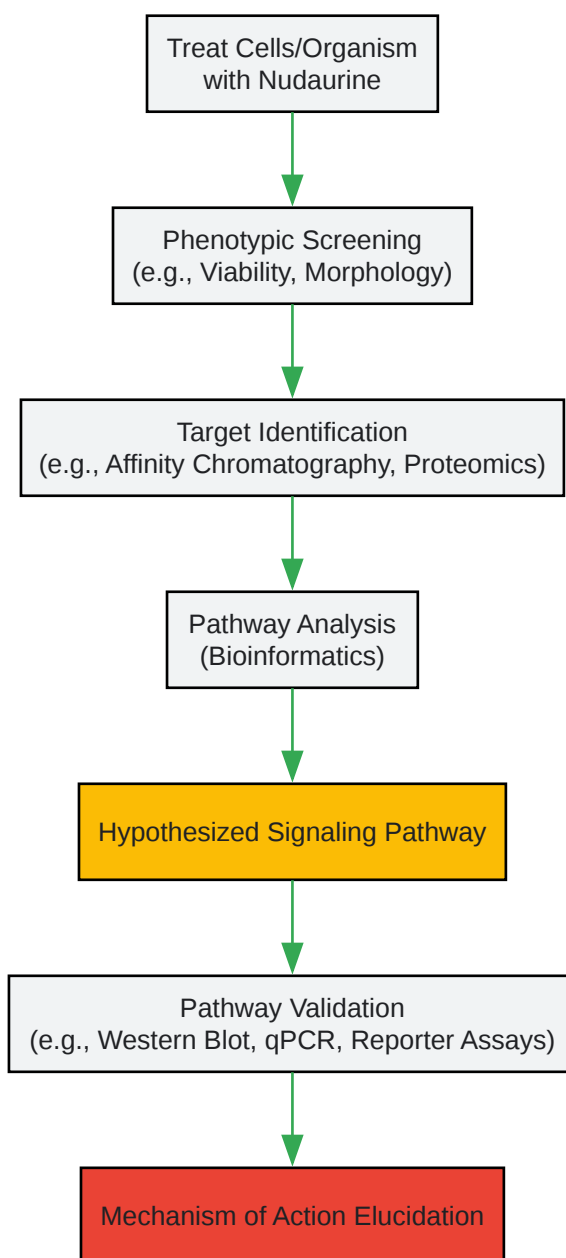 Treat Cells/Organism
with Nudaurine
Phenotypic Screening
(e.g., Viability, Morphology)
Target Identification
(e.g., Affinity Chromatography, Proteomics)
Pathway Analysis
(Bioinformatics)
Hypothesized Signaling Pathway
Pathway Validation
(e.g., Western Blot, qPCR, Reporter Assays)
Mechanism of Action Elucidation